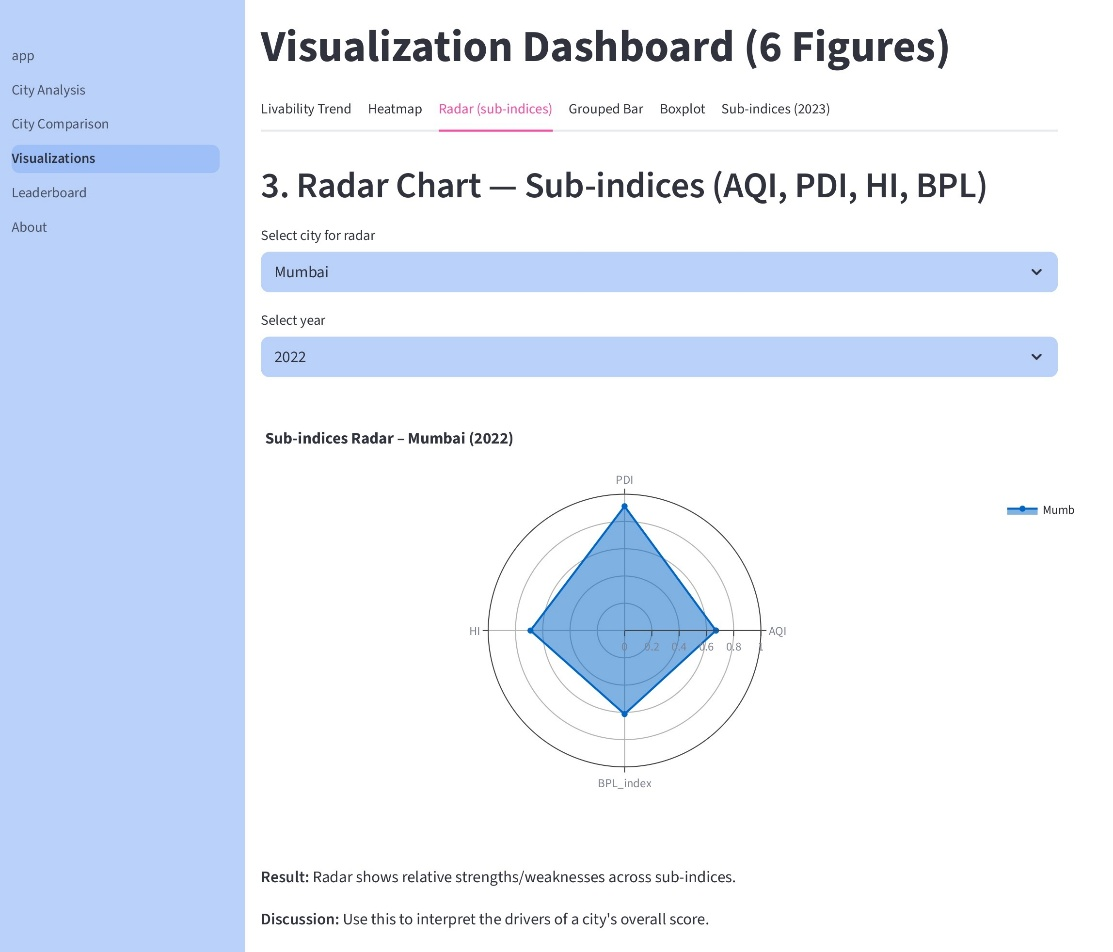 app
City Analysis
City Comparison
Visualizations
Leaderboard
About
Visualization Dashboard (6 Figures)
Livability Trend Heatmap Radar (sub-indices) Grouped Bar Boxplot Sub-indices (2023)
3. Radar Chart — Sub-indices (AQI, PDI, HI, BPL)
Select city for radar
Mumbai
Select year
2022
Sub-indices Radar – Mumbai (2022)
PDI
Mumb
HI
AQI
0 0.2 0.4 0.6 0.8 1
BPL_index
Result: Radar shows relative strengths/weaknesses across sub-indices.
Discussion: Use this to interpret the drivers of a city's overall score.